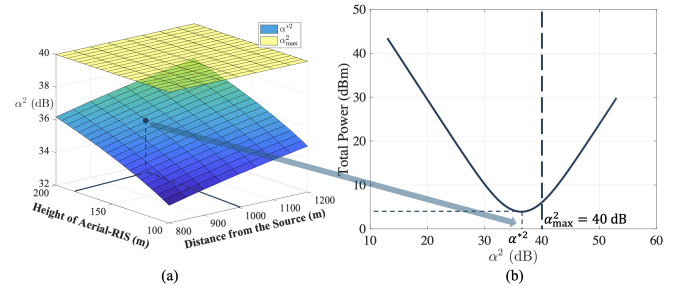 α*2
α²max
40
38
36
34
32
α² (dB)
200
150
100
Height of Aerial-RIS (m)
800
900
1000
1100
1200
Distance from the Source (m)
(a)
50
40
30
20
10
0
Total Power (dBm)
10
20
30
40
50
60
α*2
α²max = 40 dB
α² (dB)
(b)